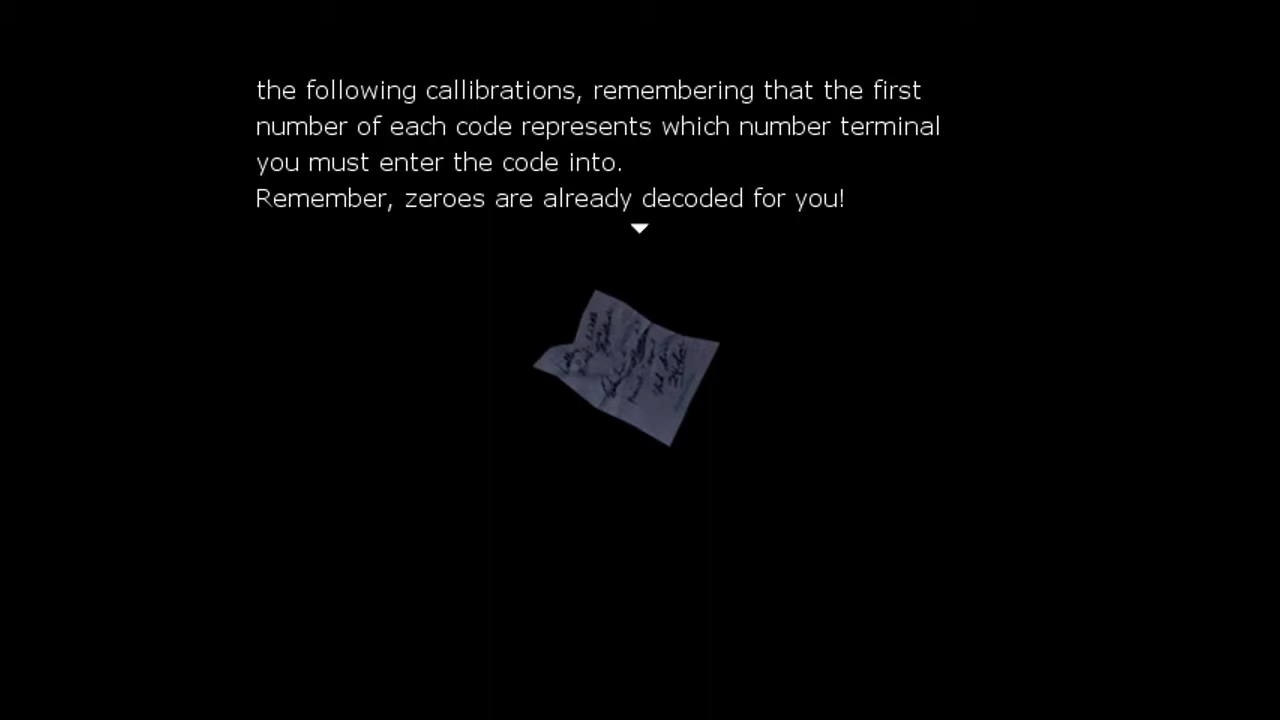 the following callibrations, remembering that the first
number of each code represents which number terminal
you must enter the code into.
Remember, zeroes are already decoded for you!